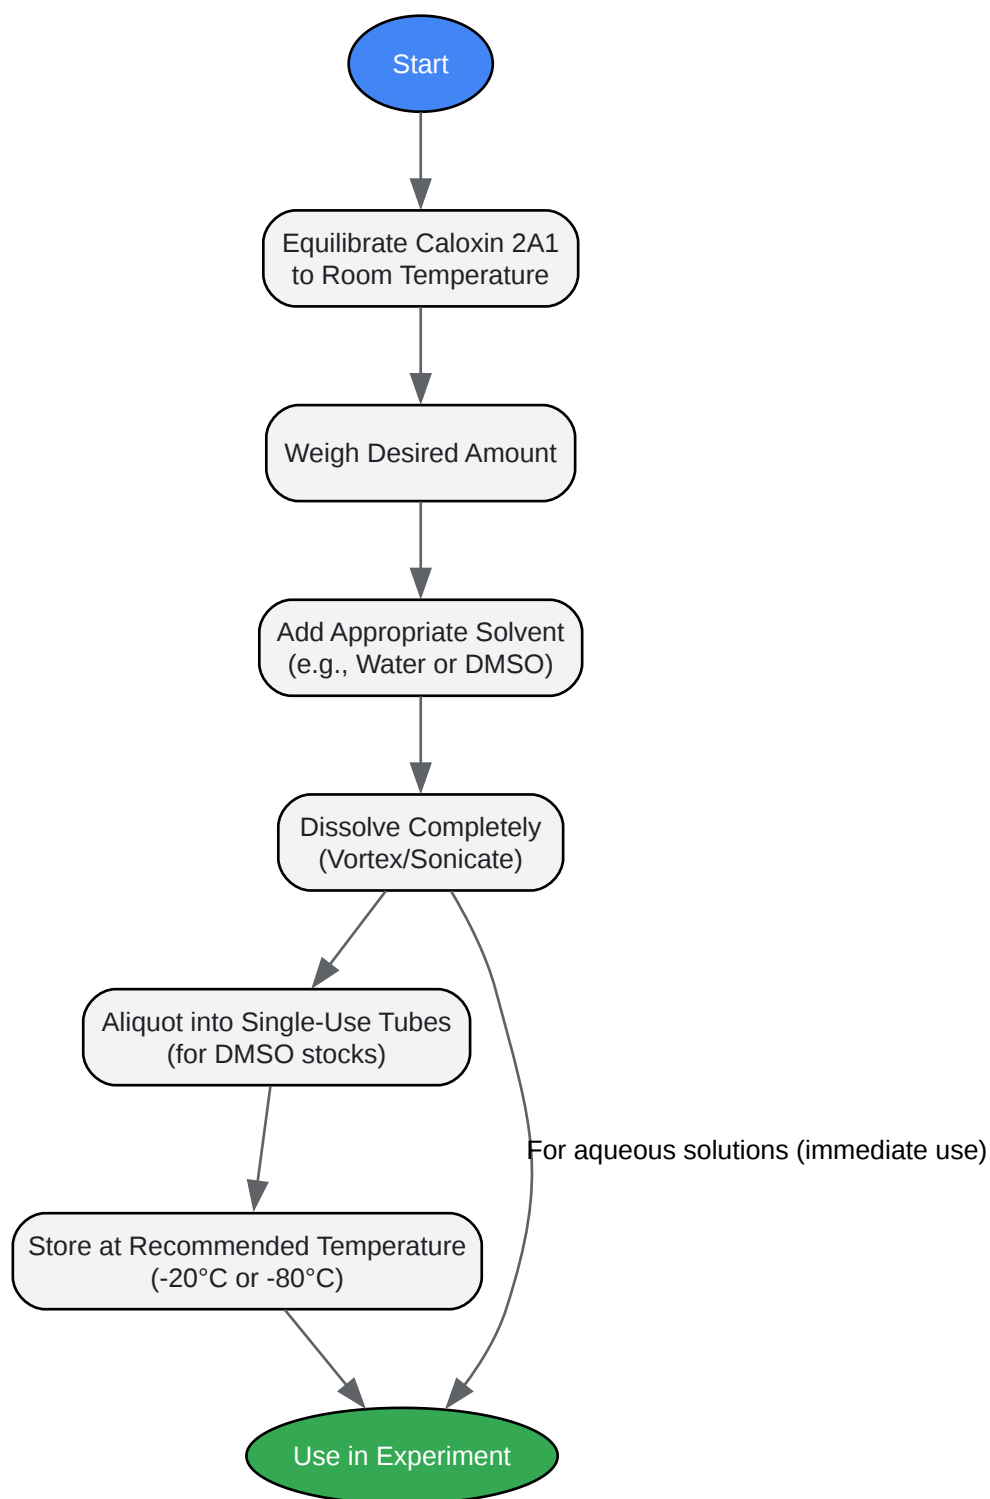 Start
Equilibrate Caloxin 2A1
to Room Temperature
Weigh Desired Amount
Add Appropriate Solvent
(e.g., Water or DMSO)
Dissolve Completely
(Vortex/Sonicate)
Aliquot into Single-Use Tubes
(for DMSO stocks)
For aqueous solutions (immediate use)
Store at Recommended Temperature
(-20°C or -80°C)
Use in Experiment